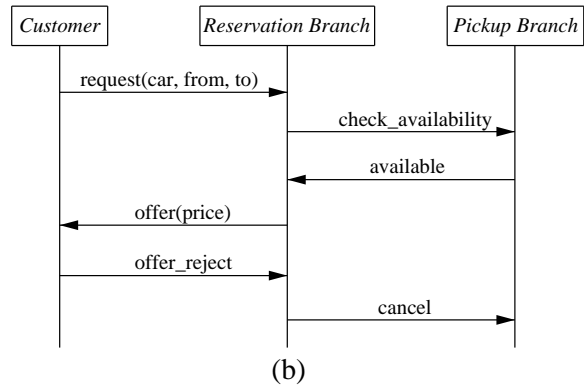 Customer Reservation Branch Pickup Branch
request(car, from, to)
check_availability
available
offer(price)
offer_reject
cancel
(b)